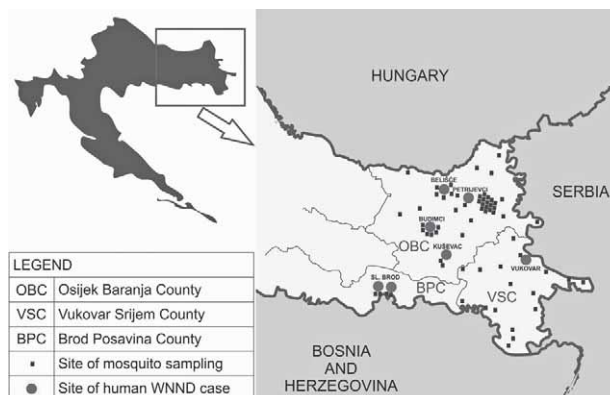 HUNGARY
SERBIA
BELIŠĆE
PETRIJEVCI
BUDIMCI
OBC
KUŠEVAC
VUKOVAR
SL. BROD
BPC
VSC
BOSNIA
AND
HERZEGOVINA
LEGEND
OBC Osijek Baranja County
VSC Vukovar Srijem County
BPC Brod Posavina County
Site of mosquito sampling
Site of human WNND case